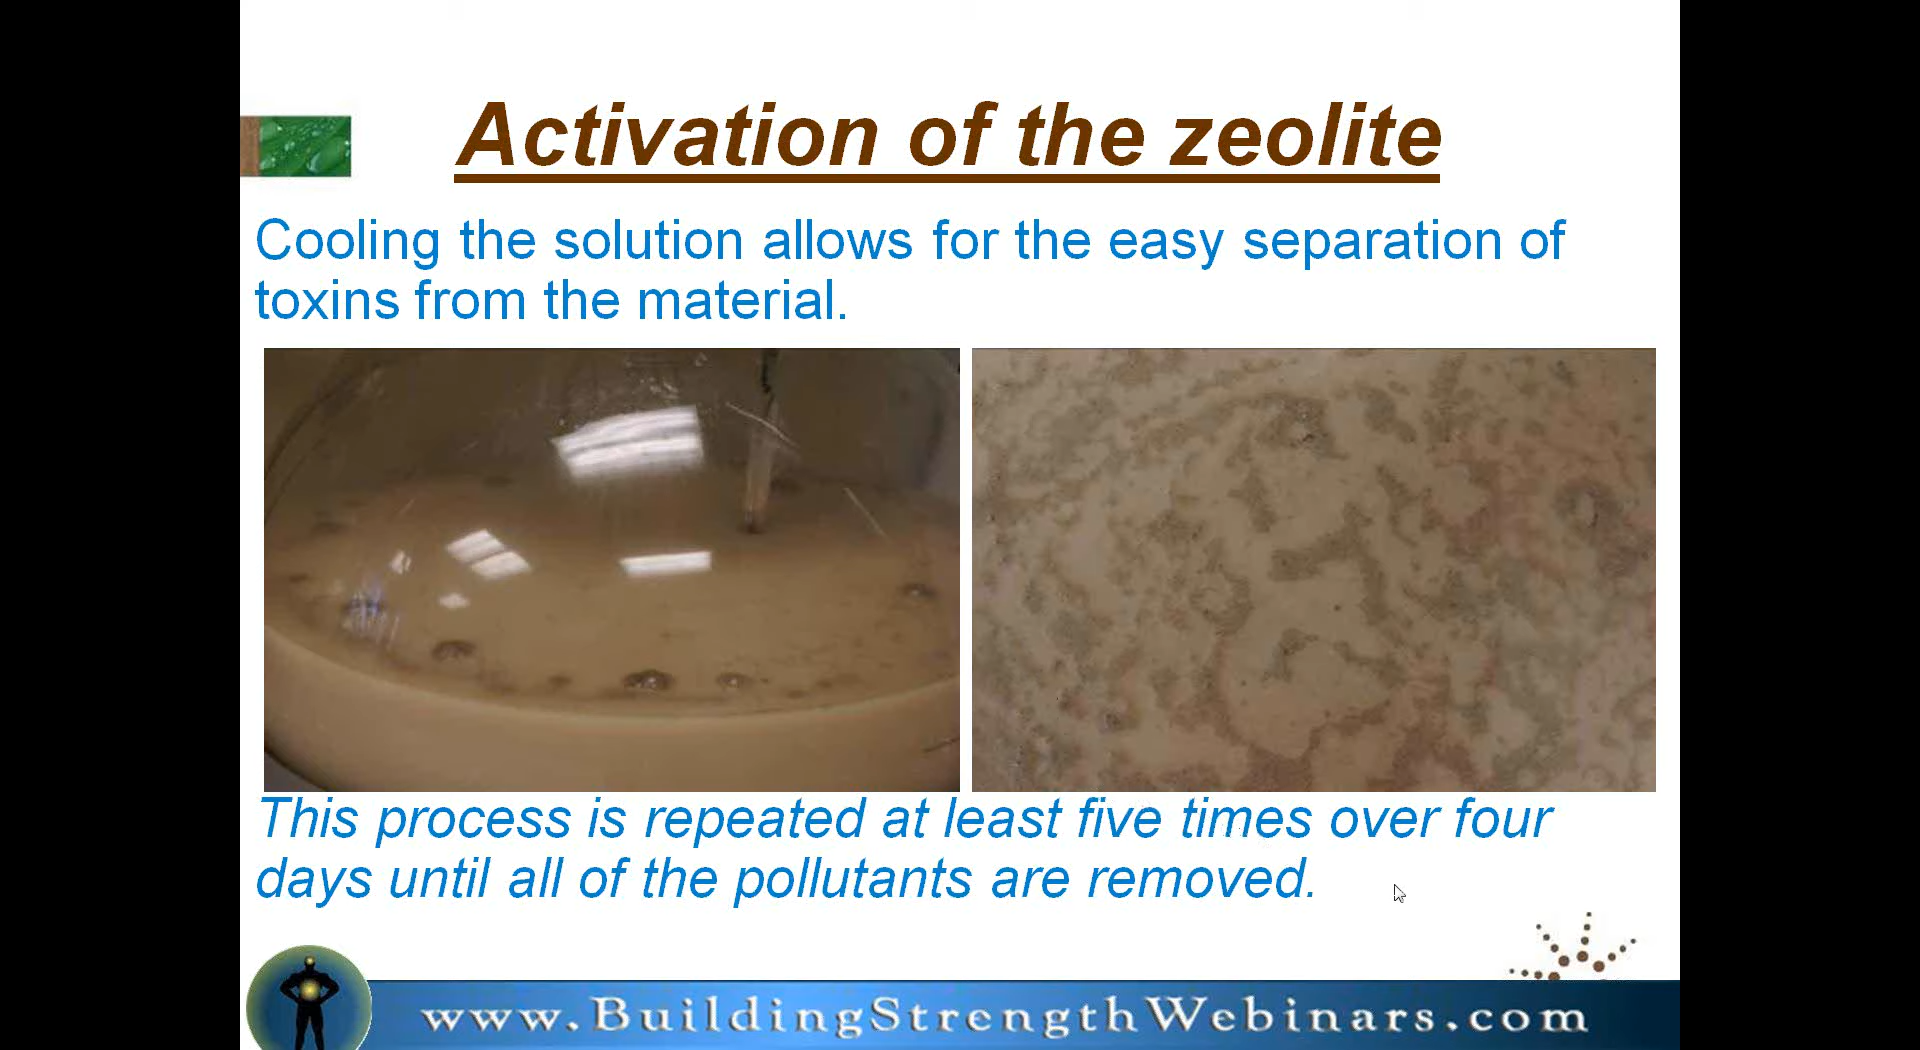 Activation of the zeolite
Cooling the solution allows for the easy separation of
toxins from the material.
This process is repeated at least five times over four
days until all of the pollutants are removed.
www.BuildingStrengthWebinars.com